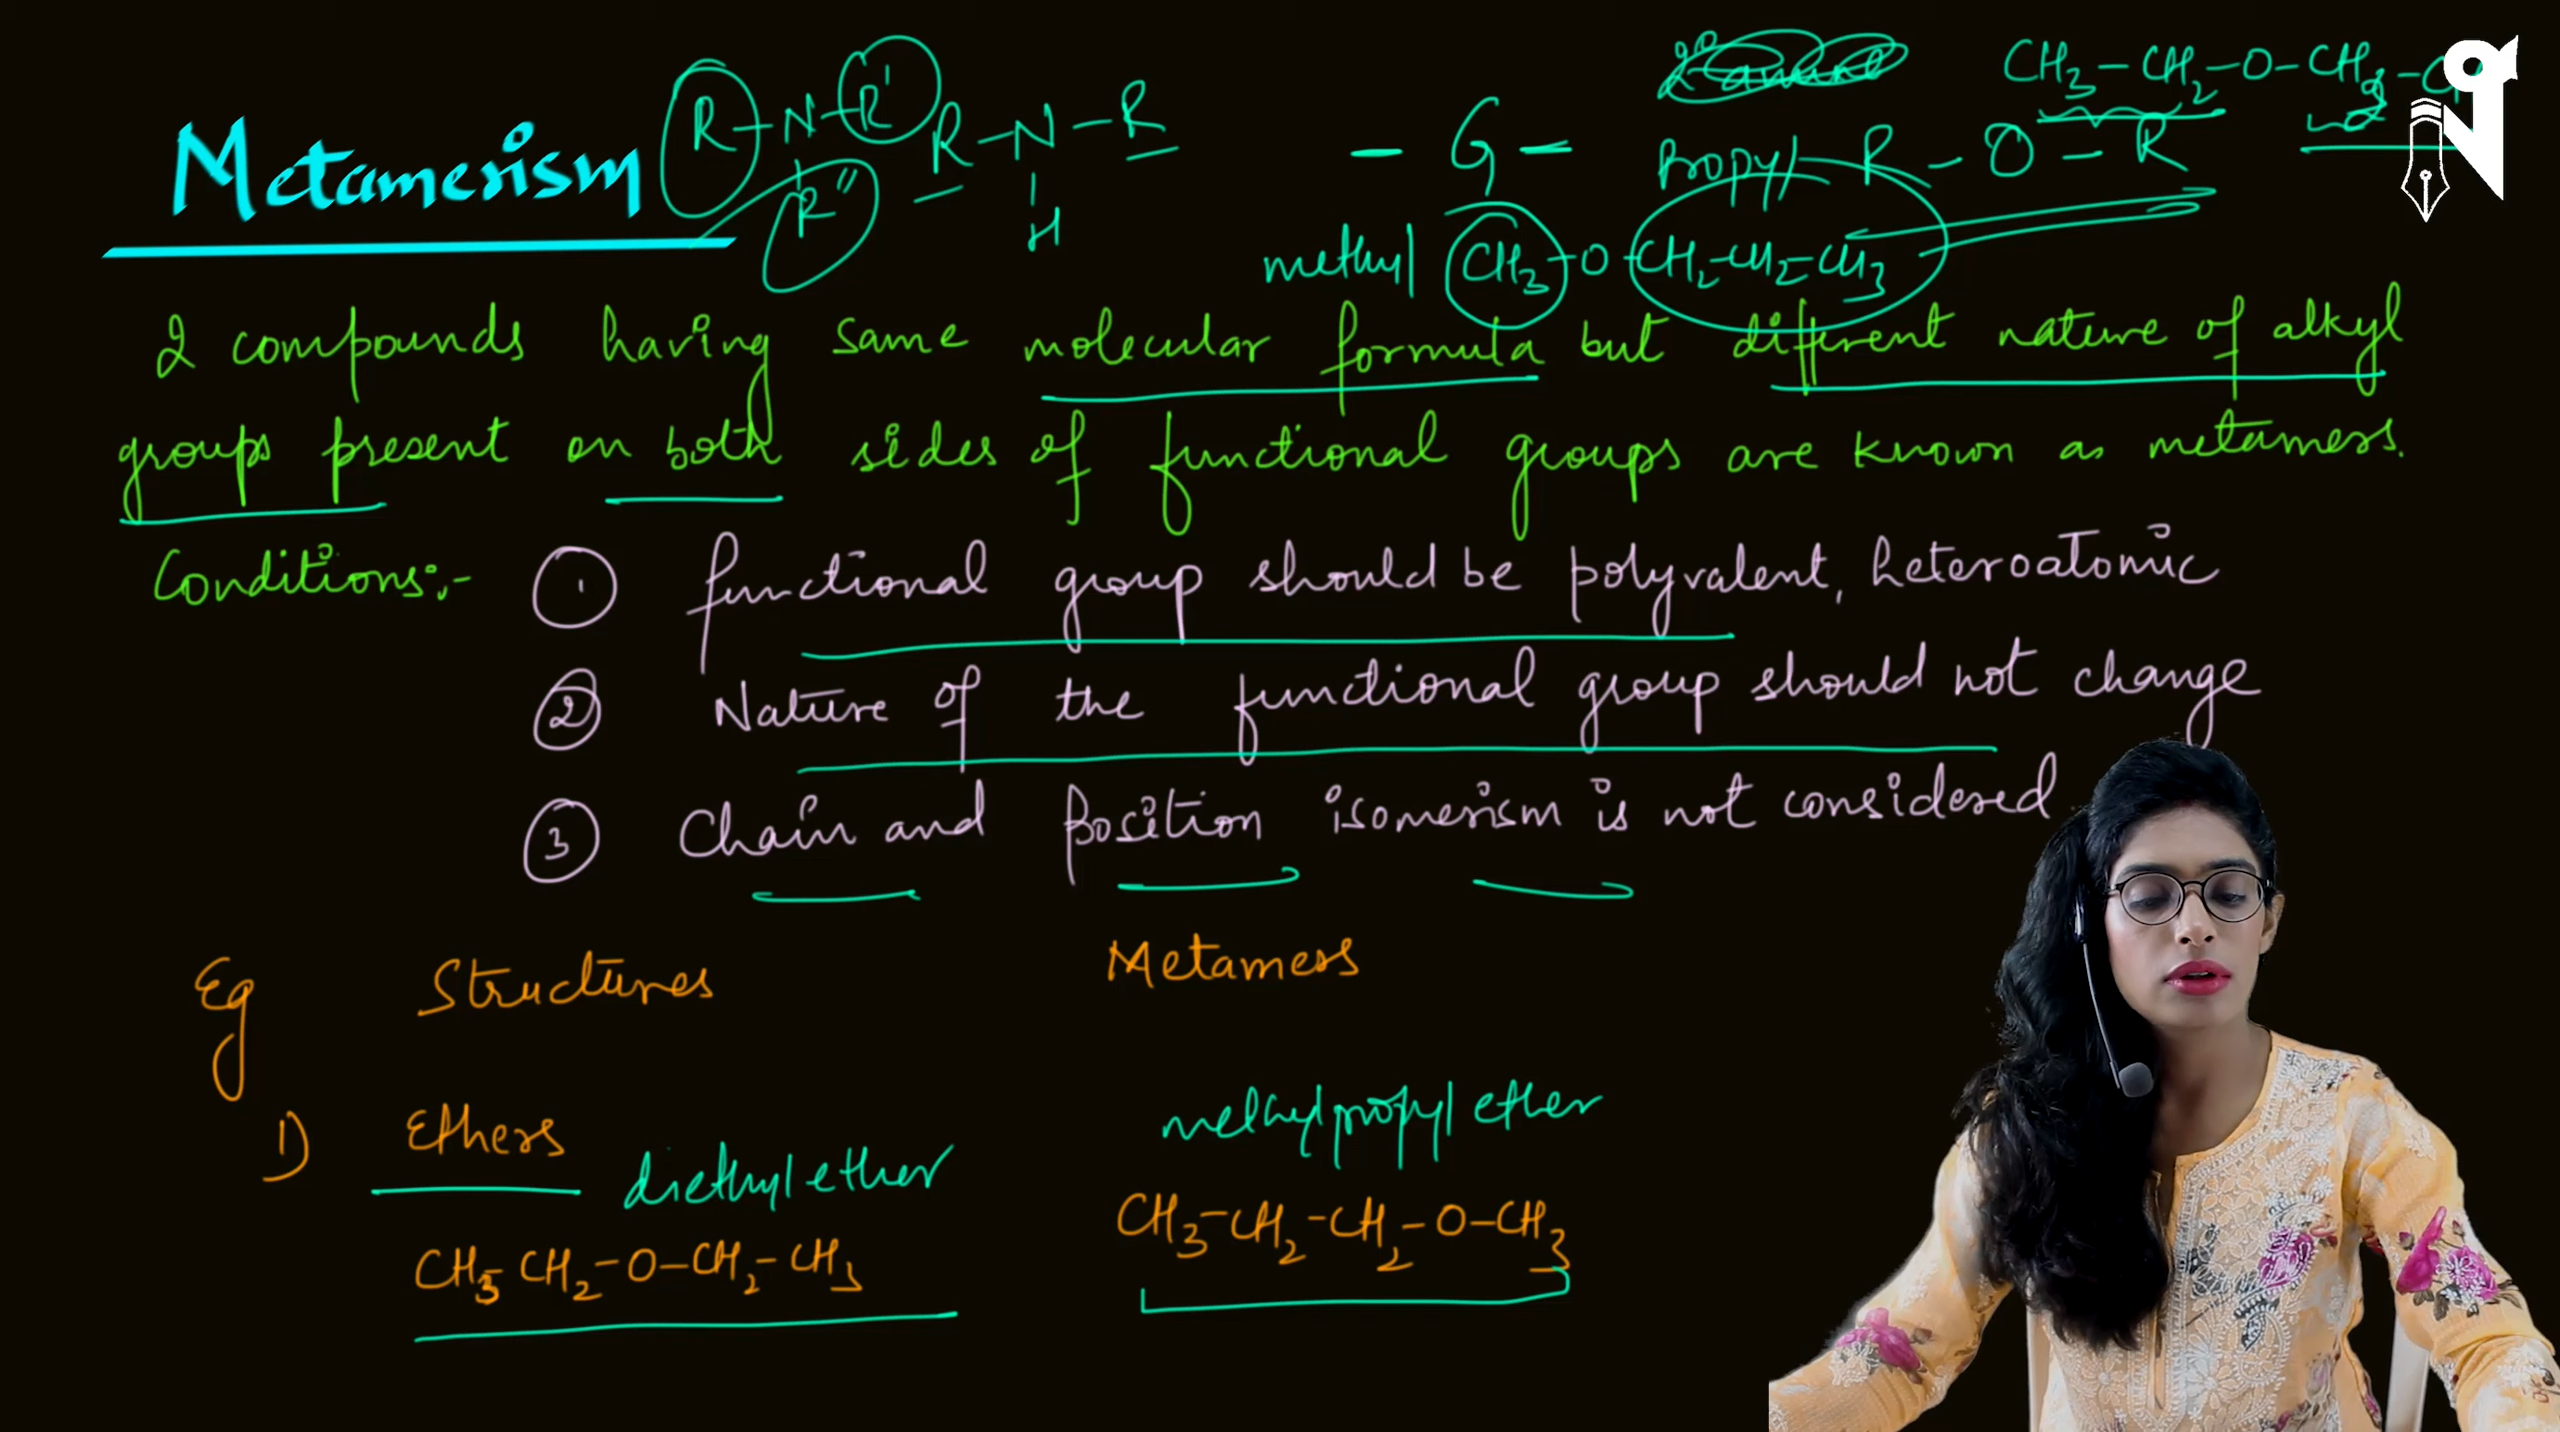 Metamerism
R-N-R'
R''
R-N-R
H
- G -
CH3-CH2-O-CH2-C
Propyl R-O-R
methyl CH3-O-CH2-CH2-CH3
2 compounds having same molecular formula but different nature of alkyl
groups present on both sides of functional groups are known as metamers.
Conditions:- 1 functional group should be polyvalent, heteroatomic
2 Nature of the functional group should not change
3 Chain and Position isomerism is not considered
Eg Structures Metamers
1) Ethers diethyl ether methyl propyl ether
CH3-CH2-O-CH2-CH3 CH3-CH2-CH2-O-CH3